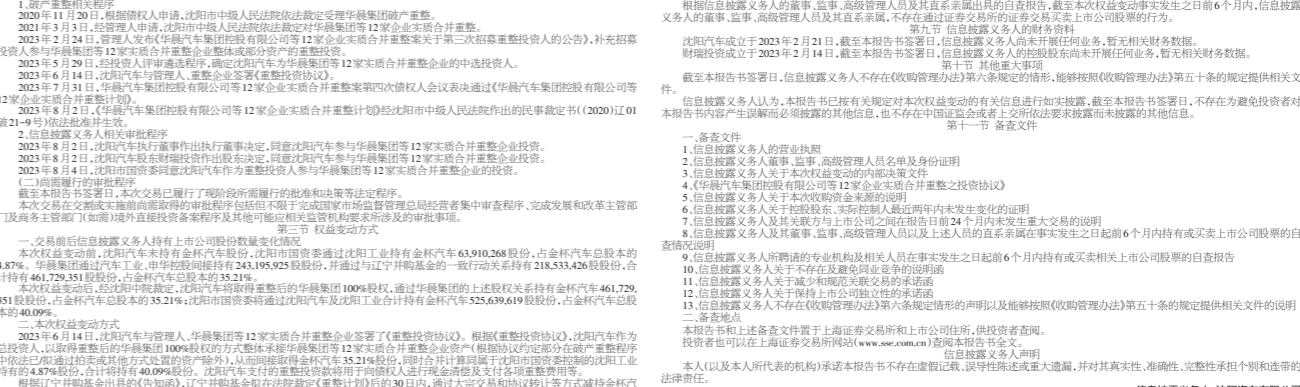 1、破产重整相关程序
2020年11月20日,根据债权人申请,沈阳市中级人民法院依法裁定受理华晨集团破产重整。
2021年3月3日,经管理人申请,沈阳市中级人民法院依法裁定对华晨集团等12家企业实质合并重整。
2023年2月24日,管理人发布《华晨汽车集团控股有限公司等12家企业实质合并重整案关于第三次招募重整投资人的公告》,补充招募
投资人参与华晨集团等12家实质合并重整企业整体或部分资产的重整投资。
2023年5月29日,经投资人评审遴选程序,确定沈阳汽车为华晨集团等12家实质合并重整企业的中选投资人。
2023年6月14日,沈阳汽车与管理人、重整企业签署《重整投资协议》。
2023年7月31日,华晨汽车集团控股有限公司等12家企业实质合并重整案第四次债权人会议表决通过《华晨汽车集团控股有限公司等
12家企业实质合并重整计划》。
2023年8月2日,《华晨汽车集团控股有限公司等12家企业实质合并重整计划》经沈阳市中级人民法院作出的民事裁定书((2020)辽01
破21-9号)依法批准并生效。
2、信息披露义务人相关审批程序
2023年8月2日,沈阳汽车执行董事作出执行董事决定,同意沈阳汽车参与华晨集团等12家实质合并重整企业投资。
2023年8月2日,沈阳汽车股东财瑞投资作出股东决定,同意沈阳汽车参与华晨集团等12家实质合并重整企业投资。
2023年8月4日,沈阳市国资委同意沈阳汽车作为重整投资人参与华晨集团等12家实质合并重整企业的投资。
(二)尚需履行的审批程序
截至本报告书签署日,本次交易已履行了现阶段所需履行的批准和决策等法定程序。
本次交易在交割或实施前尚需取得的审批程序包括但不限于完成国家市场监督管理总局经营者集中审查程序、完成发展和改革主管部
门及商务主管部门(如需)境外直接投资备案程序及其他可能应相关监管机构要求所涉及的审批事项。
第三节 权益变动方式
一、交易前后信息披露义务人持有上市公司股份数量变化情况
本次权益变动前,沈阳汽车未持有金杯汽车股份,沈阳市国资委通过沈阳工业持有金杯汽车63,910,268股股份,占金杯汽车总股本的
4.87%。华晨集团通过汽车工业、申华控股间接持有243,195,925股股份,并通过与辽宁并购基金的一致行动关系持有218,533,426股股份,合
计持有461,729,351股股份,占金杯汽车总股本的35.21%。
本次权益变动后,经沈阳中院裁定,沈阳汽车将取得重整后的华晨集团100%股权,通过华晨集团的上述股权关系持有金杯汽车461,729,
351股股份,占金杯汽车总股本的35.21%;沈阳市国资委将通过沈阳汽车及沈阳工业合计持有金杯汽车525,639,619股股份,占金杯汽车总股
本的40.09%。
二、本次权益变动方式
2023年6月14日,沈阳汽车与管理人、华晨集团等12家实质合并重整企业签署了《重整投资协议》。根据《重整投资协议》,沈阳汽车作为
总投资人,以取得重整后的华晨集团100%股权的方式整体承接华晨集团等12家实质合并重整企业资产(根据协议约定部分在破产重整程序
中依法已/拟通过拍卖或其他方式处置的资产除外),从而间接取得金杯汽车35.21%股份,同时合并计算同属于沈阳市国资委控制的沈阳工业
持有的4.87%股份,合计将持有40.09%股份。沈阳汽车支付的重整投资款将用于向债权人进行现金清偿及支付各项重整费用等。
根据辽宁并购基金出具的《告知函》,辽宁并购基金拟在法院裁定《重整计划》后的30日内,通过大宗交易和协议转让等方式减持金杯汽
根据信息披露义务人的董事、监事、高级管理人员及其直系亲属出具的自查报告,截至本次权益变动事实发生之日前6个月内,信息披露
义务人的董事、监事、高级管理人员及其直系亲属,不存在通过证券交易所的证券交易买卖上市公司股票的行为。
第九节 信息披露义务人的财务资料
沈阳汽车成立于2023年2月21日,截至本报告书签署日,信息披露义务人尚未开展任何业务,暂无相关财务数据。
财瑞投资成立于2023年2月14日,截至本报告书签署日,信息披露义务人的控股股东尚未开展任何业务,暂无相关财务数据。
第十节 其他重大事项
截至本报告书签署日,信息披露义务人不存在《收购管理办法》第六条规定的情形,能够按照《收购管理办法》第五十条的规定提供相关文
件。
信息披露义务人认为,本报告书已按有关规定对本次权益变动的有关信息进行如实披露,截至本报告书签署日,不存在为避免投资者对
本报告书内容产生误解而必须披露的其他信息,也不存在中国证监会或者上交所依法要求披露而未披露的其他信息。
第十一节 备查文件
一、备查文件
1、信息披露义务人的营业执照
2、信息披露义务人董事、监事、高级管理人员名单及身份证明
3、信息披露义务人关于本次权益变动的内部决策文件
4、《华晨汽车集团控股有限公司等12家企业实质合并重整之投资协议》
5、信息披露义务人关于本次收购资金来源的说明
6、信息披露义务人关于控股股东、实际控制人最近两年内未发生变化的证明
7、信息披露义务人及其关联方与上市公司之间在报告日前24个月内未发生重大交易的说明
8、信息披露义务人及其董事、监事、高级管理人员以及上述人员的直系亲属在事实发生之日起前6个月内持有或买卖上市公司股票的自
查情况说明
9、信息披露义务人所聘请的专业机构及相关人员在事实发生之日起前6个月内持有或买卖相关上市公司股票的自查报告
10、信息披露义务人关于不存在及避免同业竞争的说明函
11、信息披露义务人关于减少和规范关联交易的承诺函
12、信息披露义务人关于保持上市公司独立性的承诺函
13、信息披露义务人不存在《收购管理办法》第六条规定情形的声明以及能够按照《收购管理办法》第五十条的规定提供相关文件的说明
二、备查地点
本报告书和上述备查文件置于上海证券交易所和上市公司住所,供投资者查阅。
投资者也可以在上海证券交易所网站(www.sse.com.cn)查阅本报告书全文。
信息披露义务人声明
本人(以及本人所代表的机构)承诺本报告书不存在虚假记载、误导性陈述或重大遗漏,并对其真实性、准确性、完整性承担个别和连带的
法律责任。